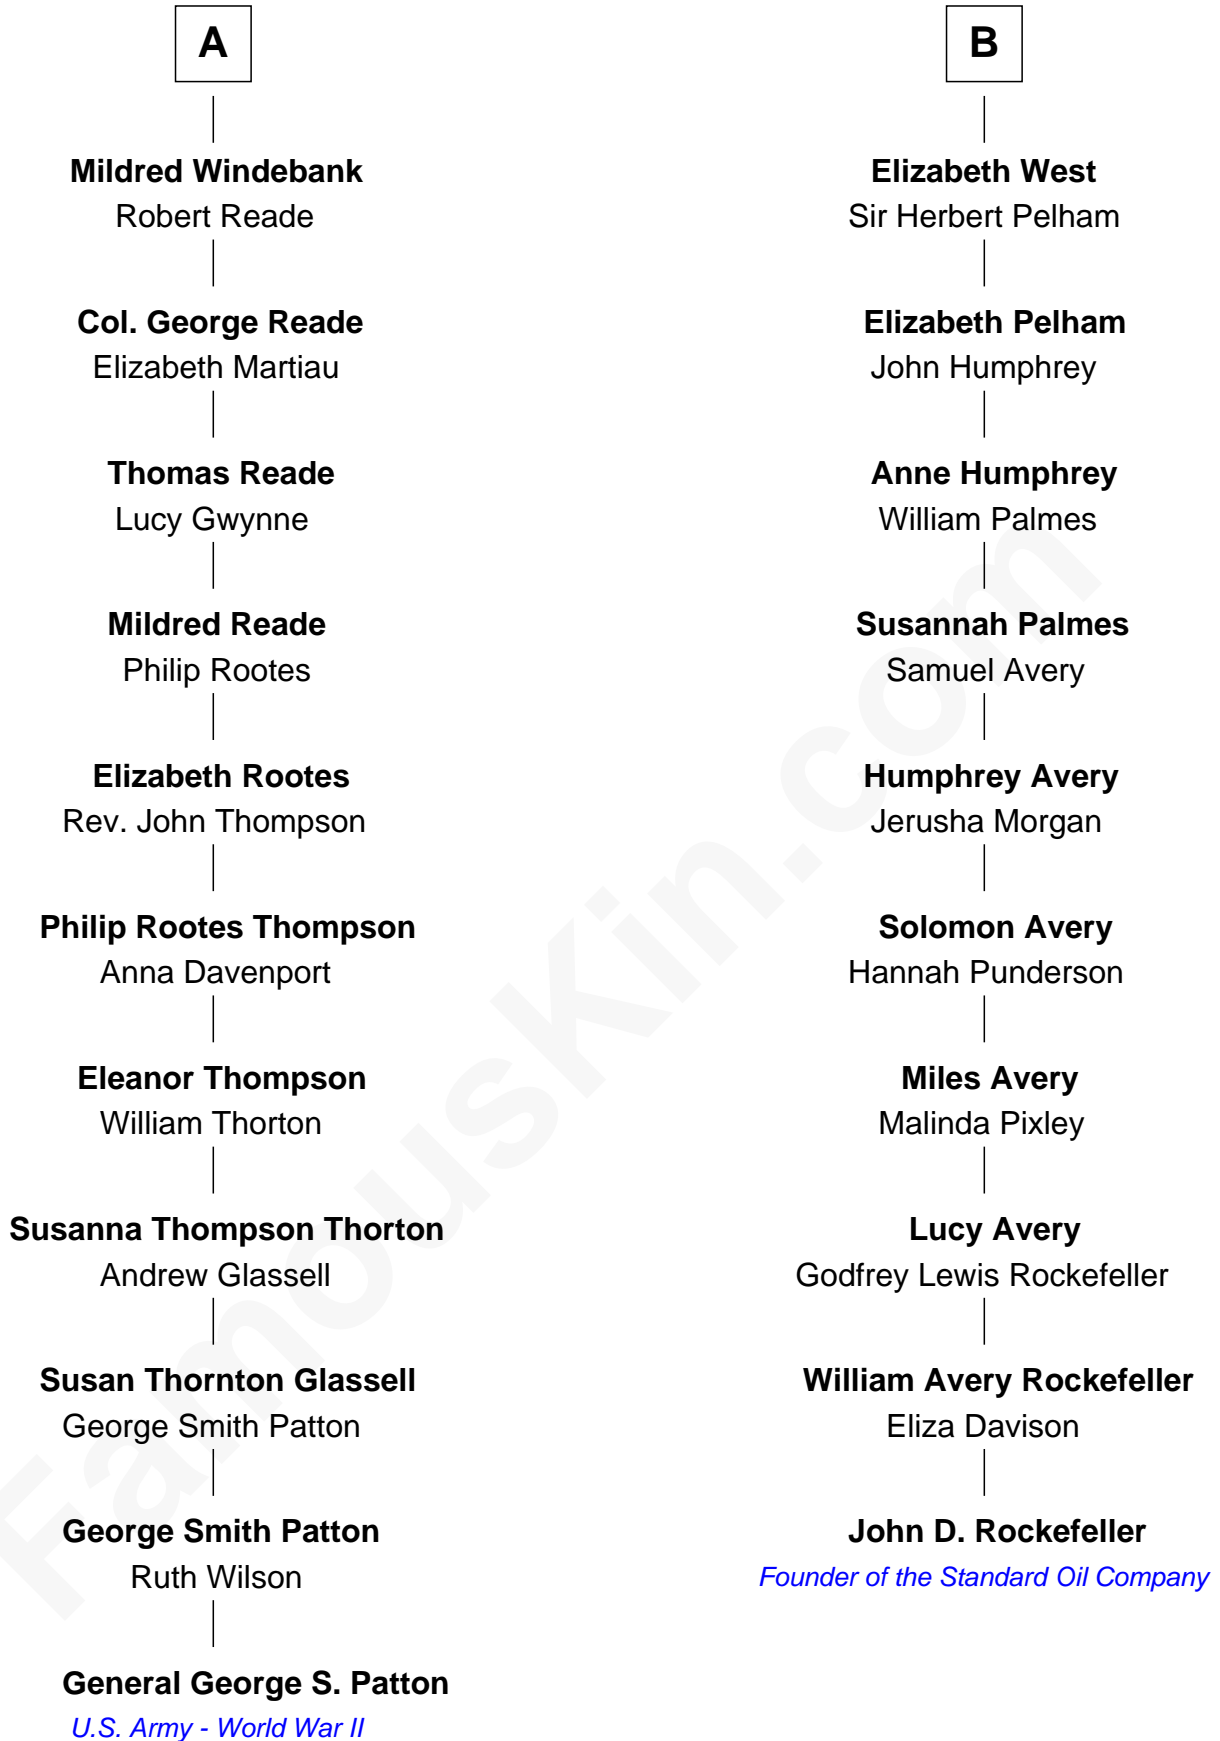 A
Mildred Windebank
Robert Reade
Col. George Reade
Elizabeth Martiau
Thomas Reade
Lucy Gwynne
Mildred Reade
Philip Rootes
Elizabeth Rootes
Rev. John Thompson
Philip Rootes Thompson
Anna Davenport
Eleanor Thompson
William Thorton
Susanna Thompson Thorton
Andrew Glassell
Susan Thornton Glassell
George Smith Patton
George Smith Patton
Ruth Wilson
General George S. Patton
U.S. Army - World War II
B
Elizabeth West
Sir Herbert Pelham
Elizabeth Pelham
John Humphrey
Anne Humphrey
William Palmes
Susannah Palmes
Samuel Avery
Humphrey Avery
Jerusha Morgan
Solomon Avery
Hannah Punderson
Miles Avery
Malinda Pixley
Lucy Avery
Godfrey Lewis Rockefeller
William Avery Rockefeller
Eliza Davison
John D. Rockefeller
Founder of the Standard Oil Company
FamousKin.com